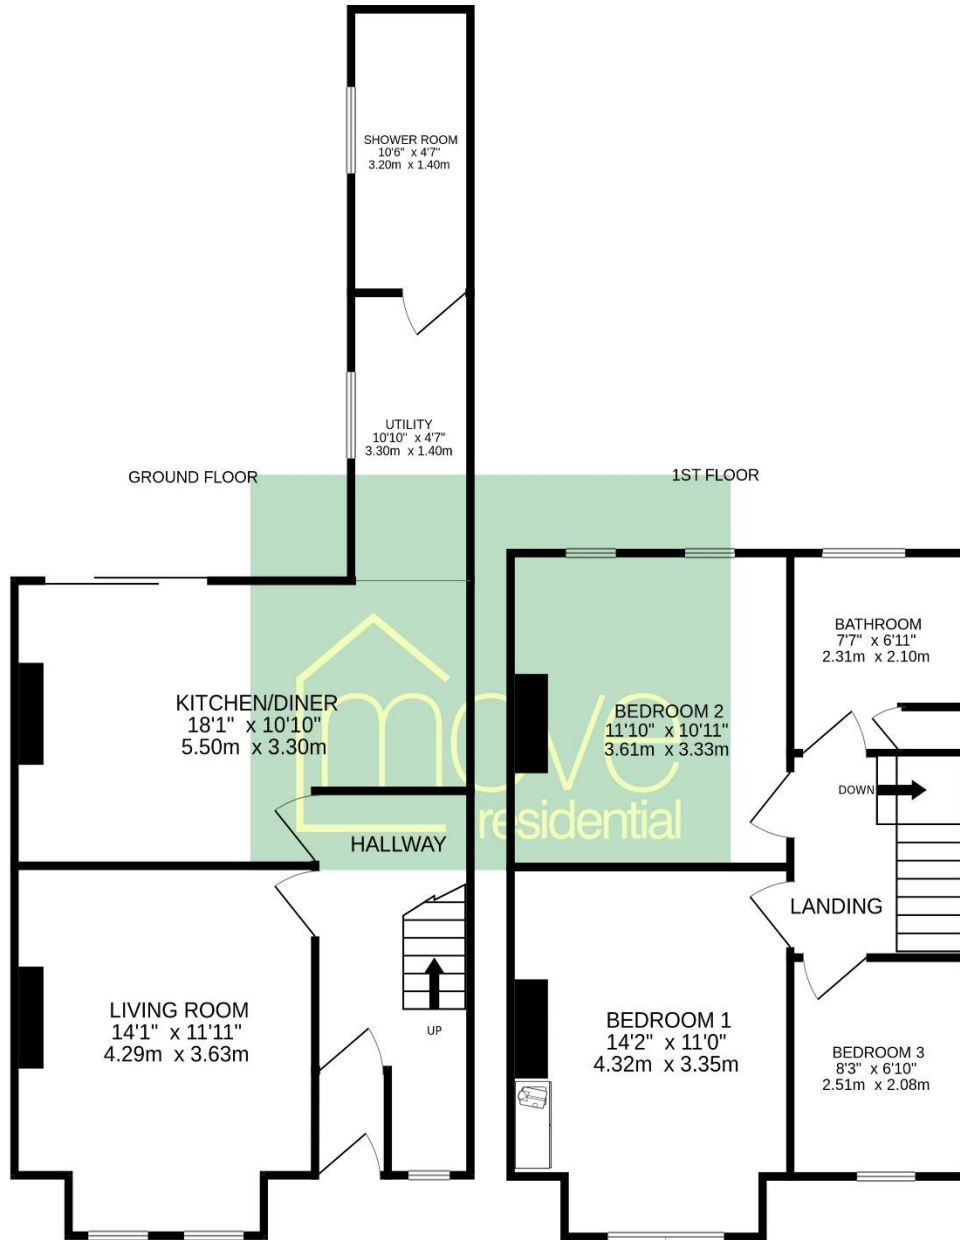 SHOWER ROOM
10'6" x 4'7"
3.20m x 1.40m
UTILITY
10'10" x 4'7"
3.30m x 1.40m
GROUND FLOOR
KITCHEN/DINER
18'1" x 10'10"
5.50m x 3.30m
HALLWAY
LIVING ROOM
14'1" x 11'11"
4.29m x 3.63m
UP
1ST FLOOR
BATHROOM
7'7" x 6'11"
2.31m x 2.10m
BEDROOM 2
11'10" x 10'11"
3.61m x 3.33m
DOWN
LANDING
BEDROOM 1
14'2" x 11'0"
4.32m x 3.35m
BEDROOM 3
8'3" x 6'10"
2.51m x 2.08m
move
residential